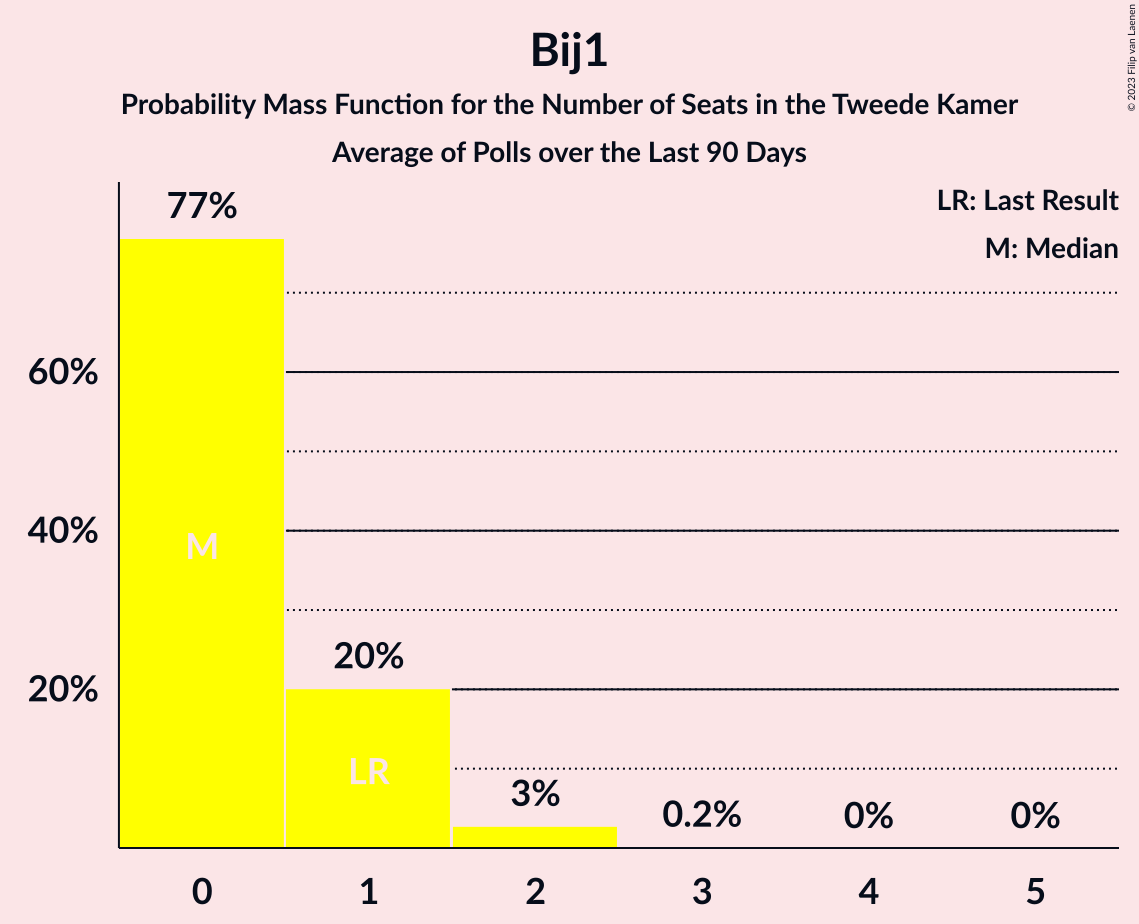 Bij1
Probability Mass Function for the Number of Seats in the Tweede Kamer
Average of Polls over the Last 90 Days
© 2023 Filip van Laenen
LR: Last Result
M: Median
77%
60%
40%
20%
M
20%
LR
3%
0.2%
0%
0%
0 1 2 3 4 5